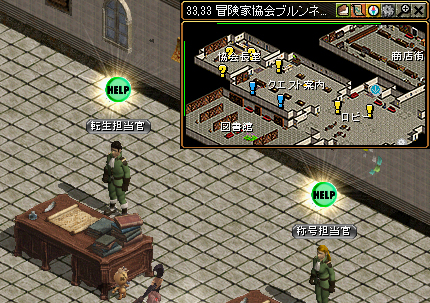 33,33 冒険家協会ブルンネ...
協会長室
商店街
クエスト案内
ロビー
図書館
HELP
転生担当官
HELP
称号担当官